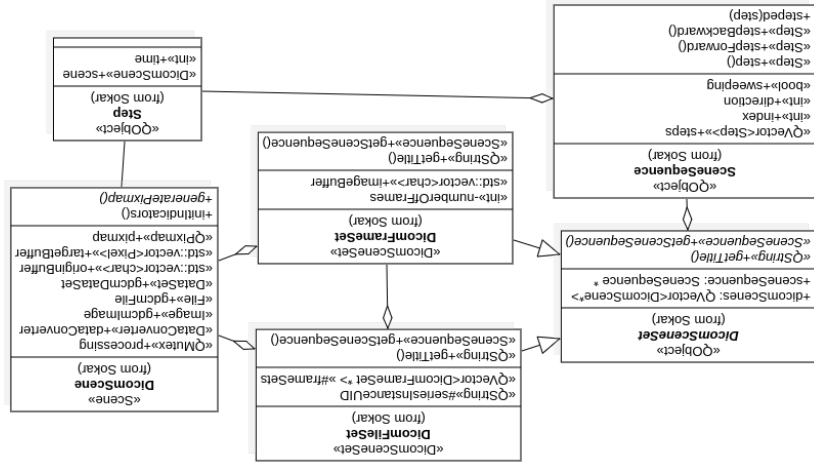 «DicomSceneSet»
DicomFileSet
(from Sokar)
«QString»#seriesInstanceUID
«QVector<DicomFrameSet *> »#frameSets
«QString»+getTitle()
«SceneSequence»+getSceneSequence()
«Scene»
DicomScene
(from Sokar)
«QMutex»+processing
«DataConverter»+dataConverter
«Image»+gdcmImage
«File»+gdcmFile
«DataSet»+gdcmDataSet
«std::vector<char>»+originBuffer
«std::vector<Pixel>»+targetBuffer
«QPixmap»+pixmap
+initIndicators()
+generatePixmap()
«QObject»
DicomSceneSet
(from Sokar)
+dicomScenes: QVector<DicomScene*>
+sceneSequence: SceneSequence *
«QString»+getTitle()
«SceneSequence»+getSceneSequence()
«DicomSceneSet»
DicomFrameSet
(from Sokar)
«int»-numberOfFrames
«std::vector<char>»+imageBuffer
«QString»+getTitle()
«SceneSequence»+getSceneSequence()
«QObject»
SceneSequence
(from Sokar)
«QVector<Step>»+steps
«int»+index
«int»+direction
«bool»+sweeping
«Step»+step()
«Step»+stepForward()
«Step»+stepBackward()
+steped(step)
«QObject»
Step
(from Sokar)
«DicomScene»+scene
«int»+time